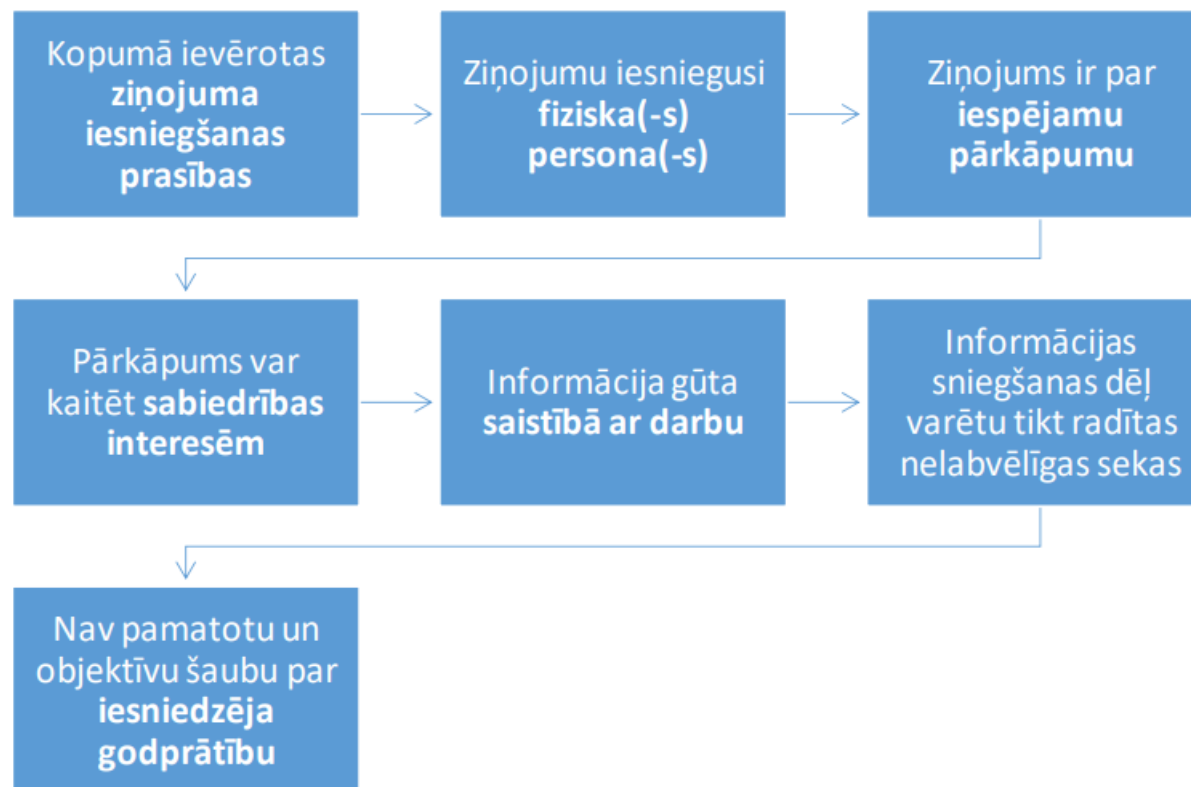 Kopumā ievērotas
ziņojuma
iesniegšanas
prasības
Ziņojumu iesniegusi
fiziska(-s)
persona(-s)
Ziņojums ir par
iespējamu
pārkāpumu
Pārkāpums var
kaitēt sabiedrības
interesēm
Informācija gūta
saistībā ar darbu
Informācijas
sniegšanas dēļ
varētu tikt radītas
nelabvēlīgas sekas
Nav pamatotu un
objektīvu šaubu par
iesniedzēja
godprātību